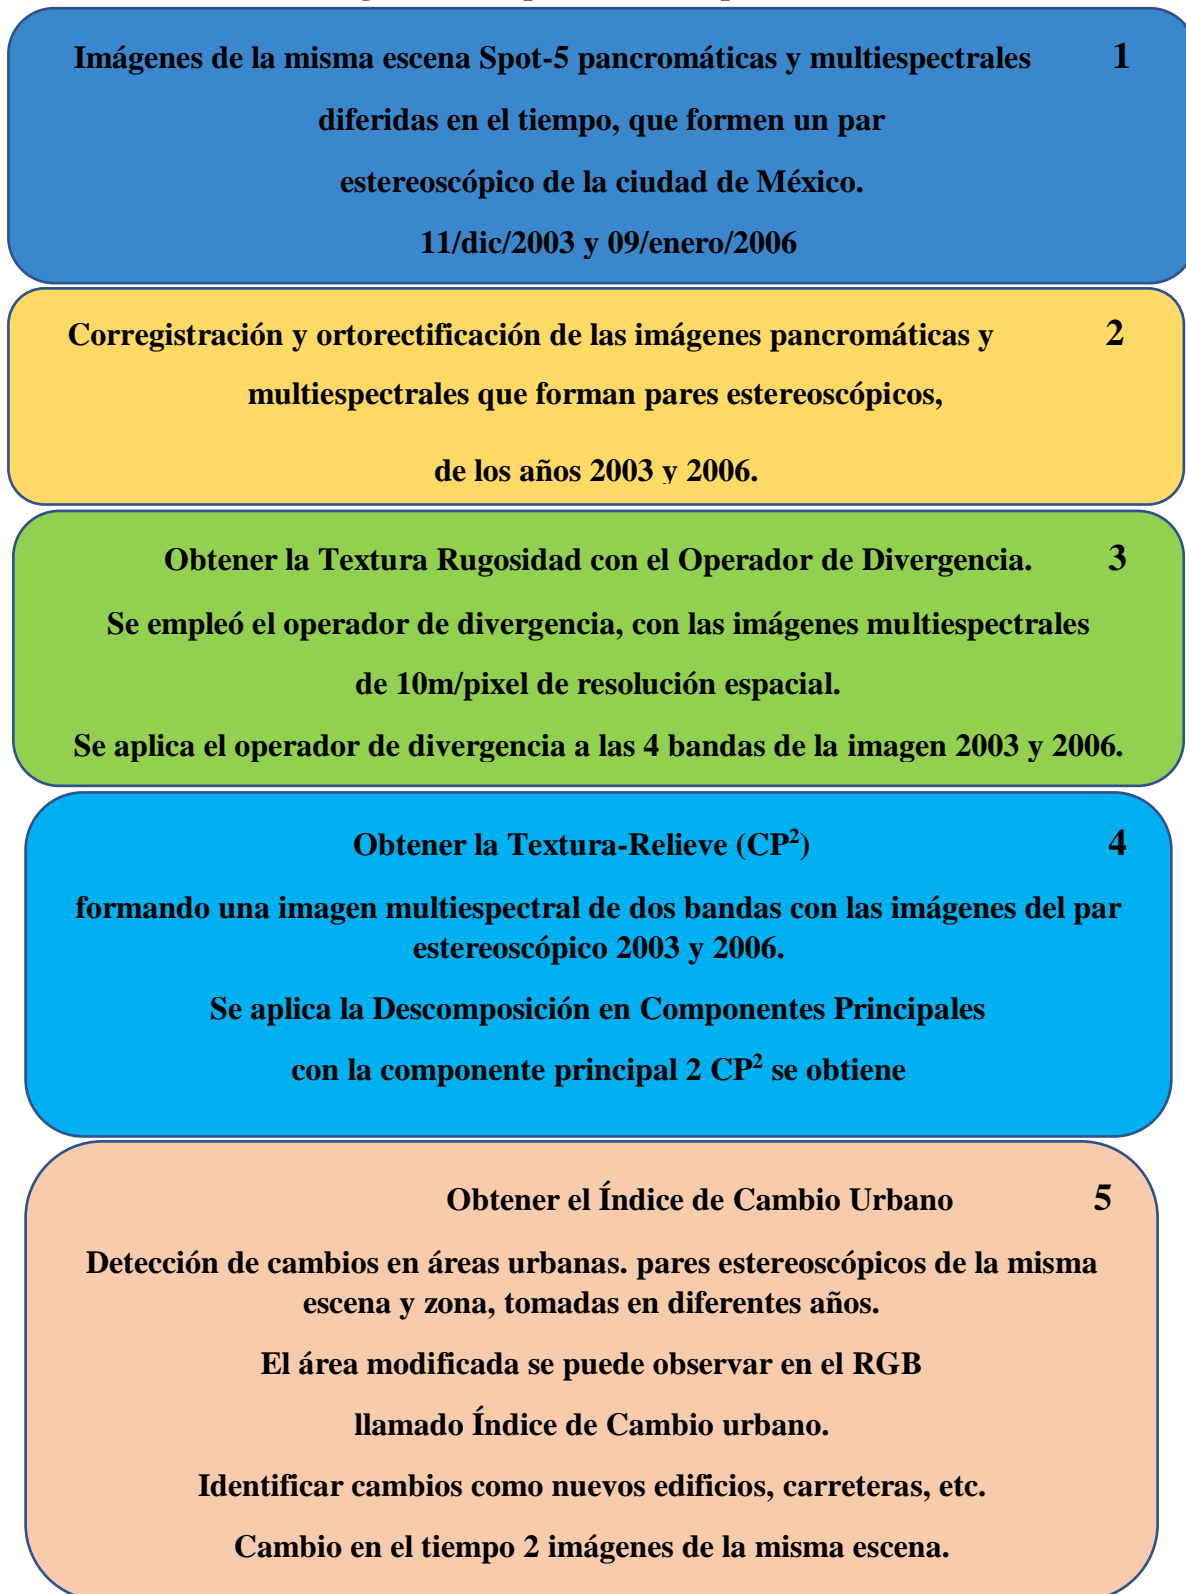 Imágenes de la misma escena Spot-5 pancromáticas y multiespectrales 1
diferidas en el tiempo, que formen un par
estereoscópico de la ciudad de México.
11/dic/2003 y 09/enero/2006
Corregistración y ortorectificación de las imágenes pancromáticas y 2
multiespectrales que forman pares estereoscópicos,
de los años 2003 y 2006.
Obtener la Textura Rugosidad con el Operador de Divergencia. 3
Se empleó el operador de divergencia, con las imágenes multiespectrales
de 10m/pixel de resolución espacial.
Se aplica el operador de divergencia a las 4 bandas de la imagen 2003 y 2006.
Obtener la Textura-Relieve (CP²) 4
formando una imagen multiespectral de dos bandas con las imágenes del par
estereoscópico 2003 y 2006.
Se aplica la Descomposición en Componentes Principales
con la componente principal 2 CP² se obtiene
Obtener el Índice de Cambio Urbano 5
Detección de cambios en áreas urbanas. pares estereoscópicos de la misma
escena y zona, tomadas en diferentes años.
El área modificada se puede observar en el RGB
llamado Índice de Cambio urbano.
Identificar cambios como nuevos edificios, carreteras, etc.
Cambio en el tiempo 2 imágenes de la misma escena.